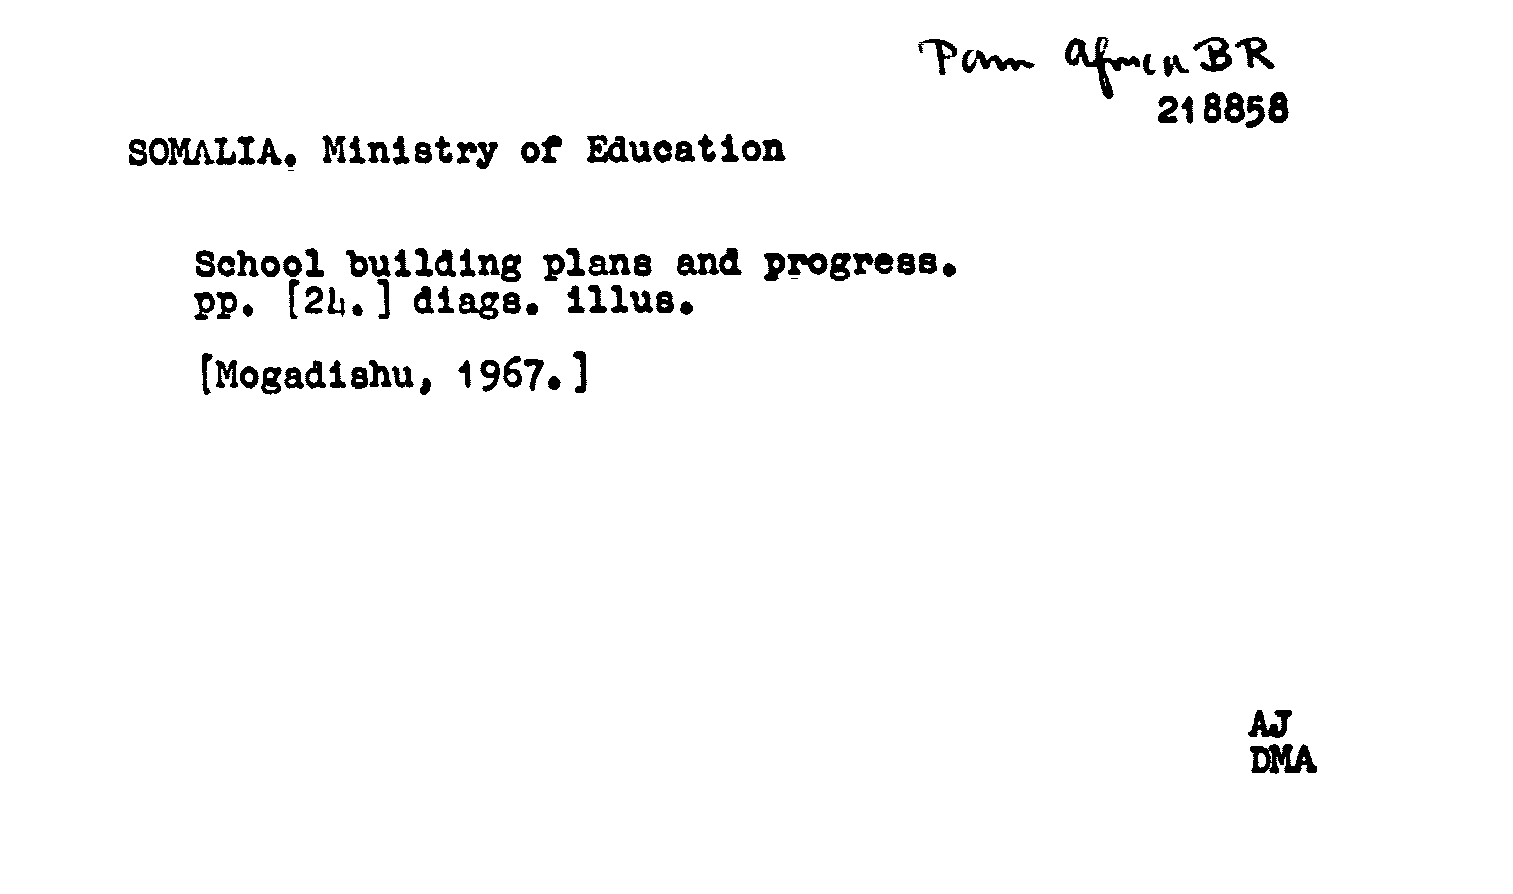 Pam Africa BR
218858
SOMALIA. Ministry of Education
School building plans and progress.
pp. [24.] diags. illus.
[Mogadishu, 1967.]
AJ
DMA